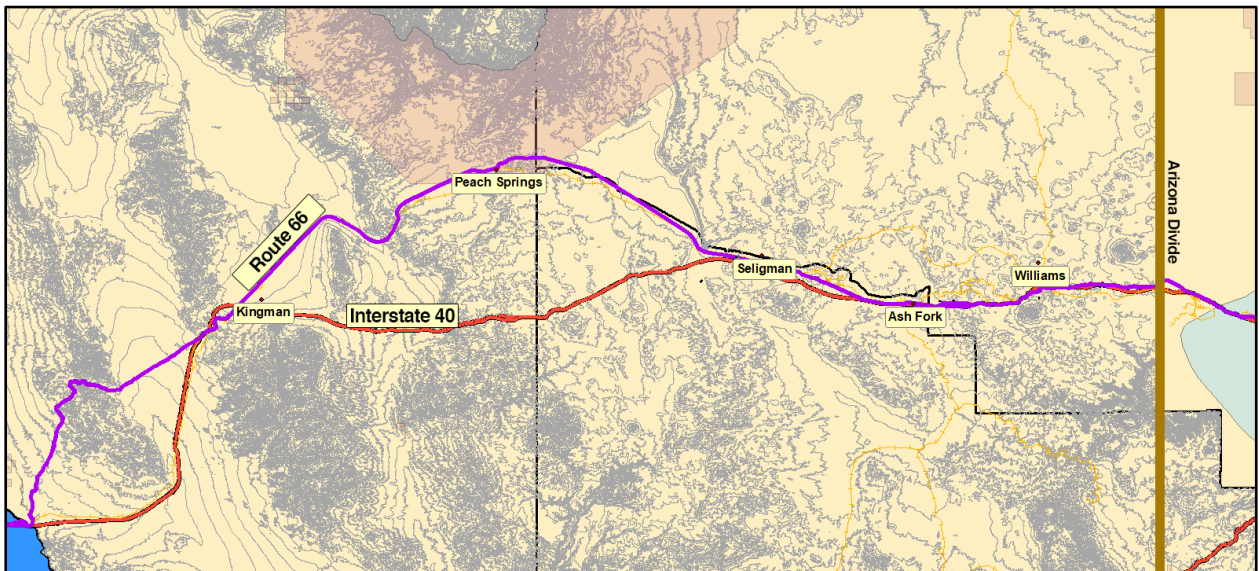 Arizona Divide
Peach Springs
Route 66
Seligman
Williams
Kingman
Interstate 40
Ash Fork